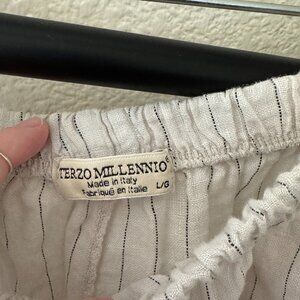 TERZO MILLENNIO
Made in Italy
Fabriqué en Italie L/G